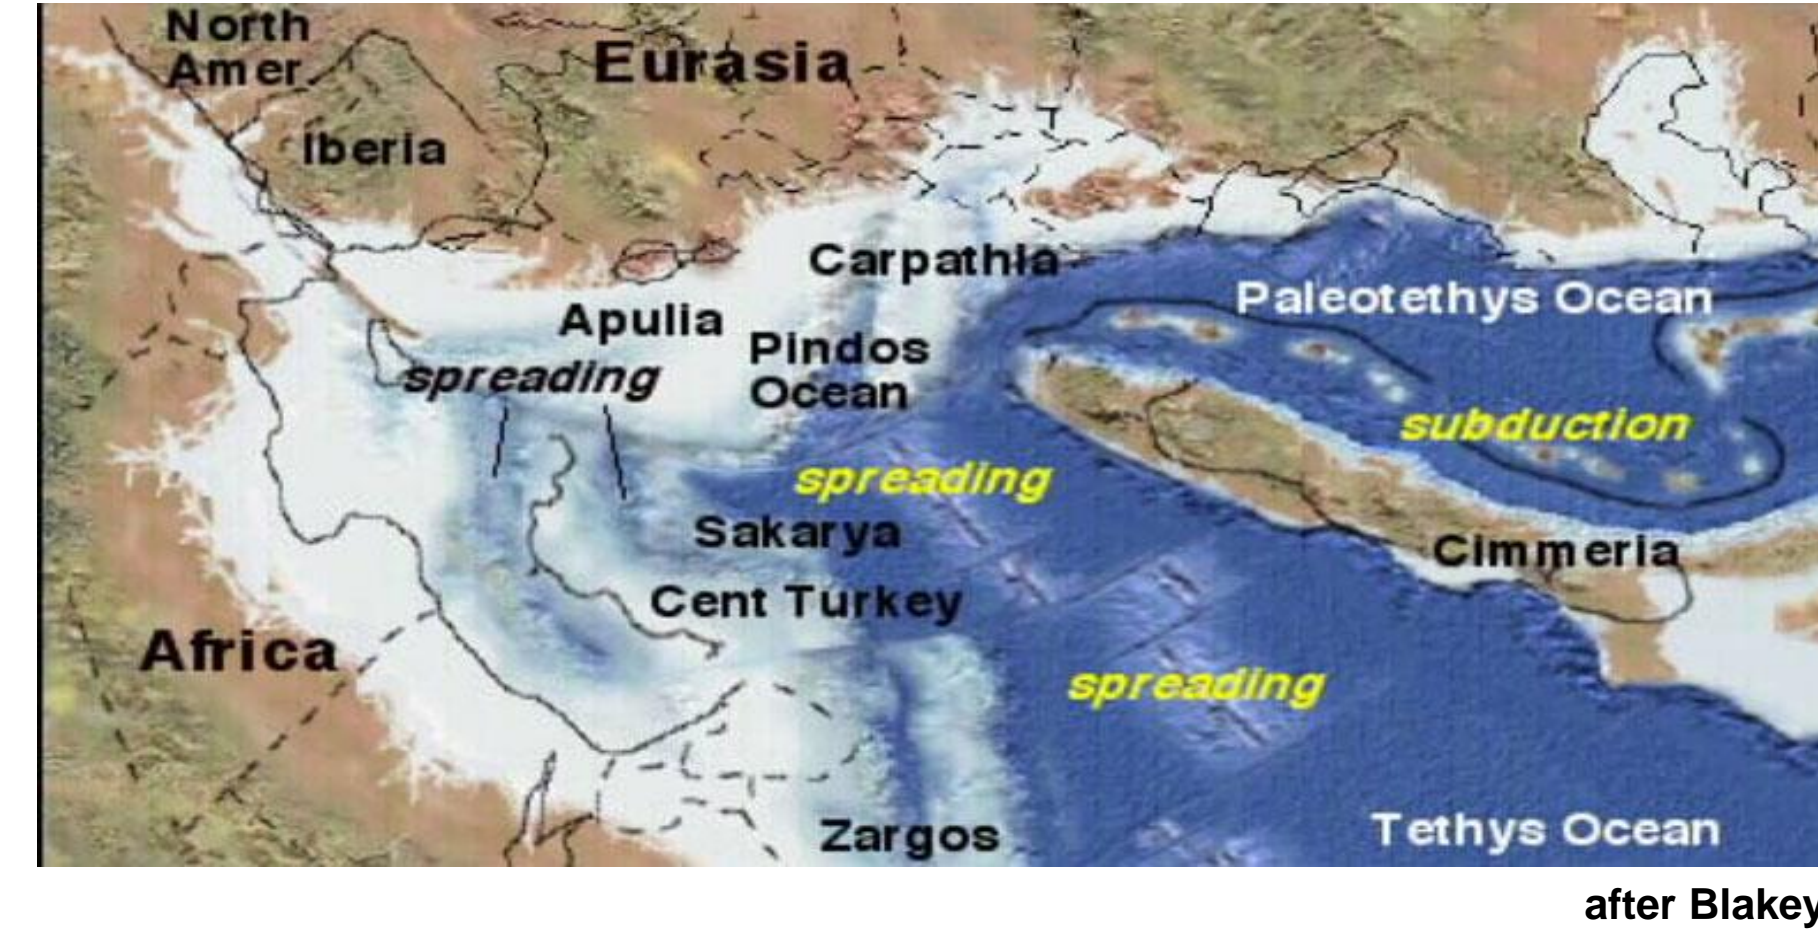 North
Amer.
Eurasia
Iberia
Carpathia
Paleotethys Ocean
Apulia
Pindos
Ocean
spreading
subduction
spreading
Sakarya
Cimmeria
Cent Turkey
Africa
spreading
Zargos
Tethys Ocean
after Blakey